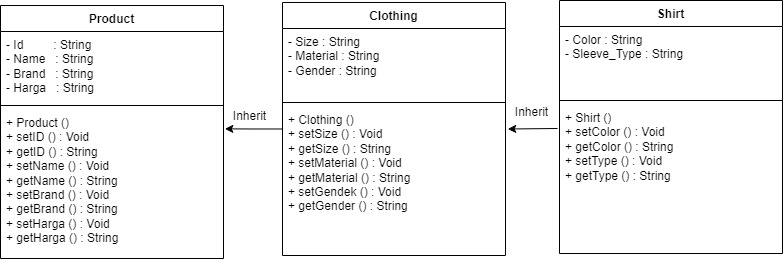 Product
- Id : String
- Name : String
- Brand : String
- Harga : String
+ Product ()
+ setID () : Void
+ getID () : String
+ setName () : Void
+ getName () : String
+ setBrand () : Void
+ getBrand () : String
+ setHarga () : Void
+ getHarga () : String
Inherit
Clothing
- Size : String
- Material : String
- Gender : String
+ Clothing ()
+ setSize () : Void
+ getSize () : String
+ setMaterial () : Void
+ getMaterial () : String
+ setGendek () : Void
+ getGender () : String
Inherit
Shirt
- Color : String
- Sleeve_Type : String
+ Shirt ()
+ setColor () : Void
+ getColor () : String
+ setType () : Void
+ getType () : String